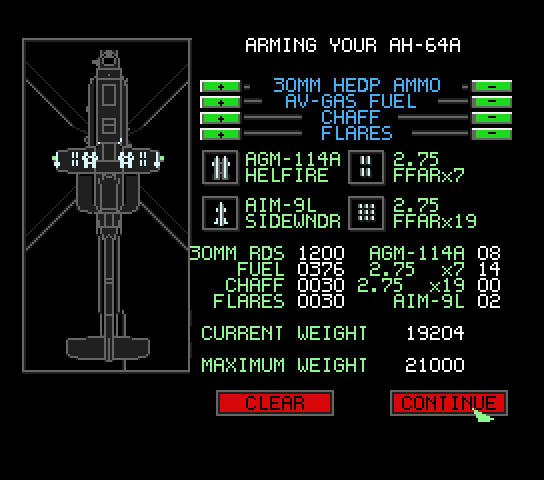 ARMING YOUR AH-64A
+ 30MM HEDP AMMO -
+ AV-GAS FUEL -
+ CHAFF -
+ FLARES -
AGM-114A 2.75
HELFIRE FFARx7
AIM-9L 2.75
SIDEWNDR FFARx19
30MM RDS 1200 AGM-114A 08
FUEL 0376 2.75 x7 14
CHAFF 0030 2.75 x19 00
FLARES 0030 AIM-9L 02
CURRENT WEIGHT 19204
MAXIMUM WEIGHT 21000
CLEAR CONTINUE